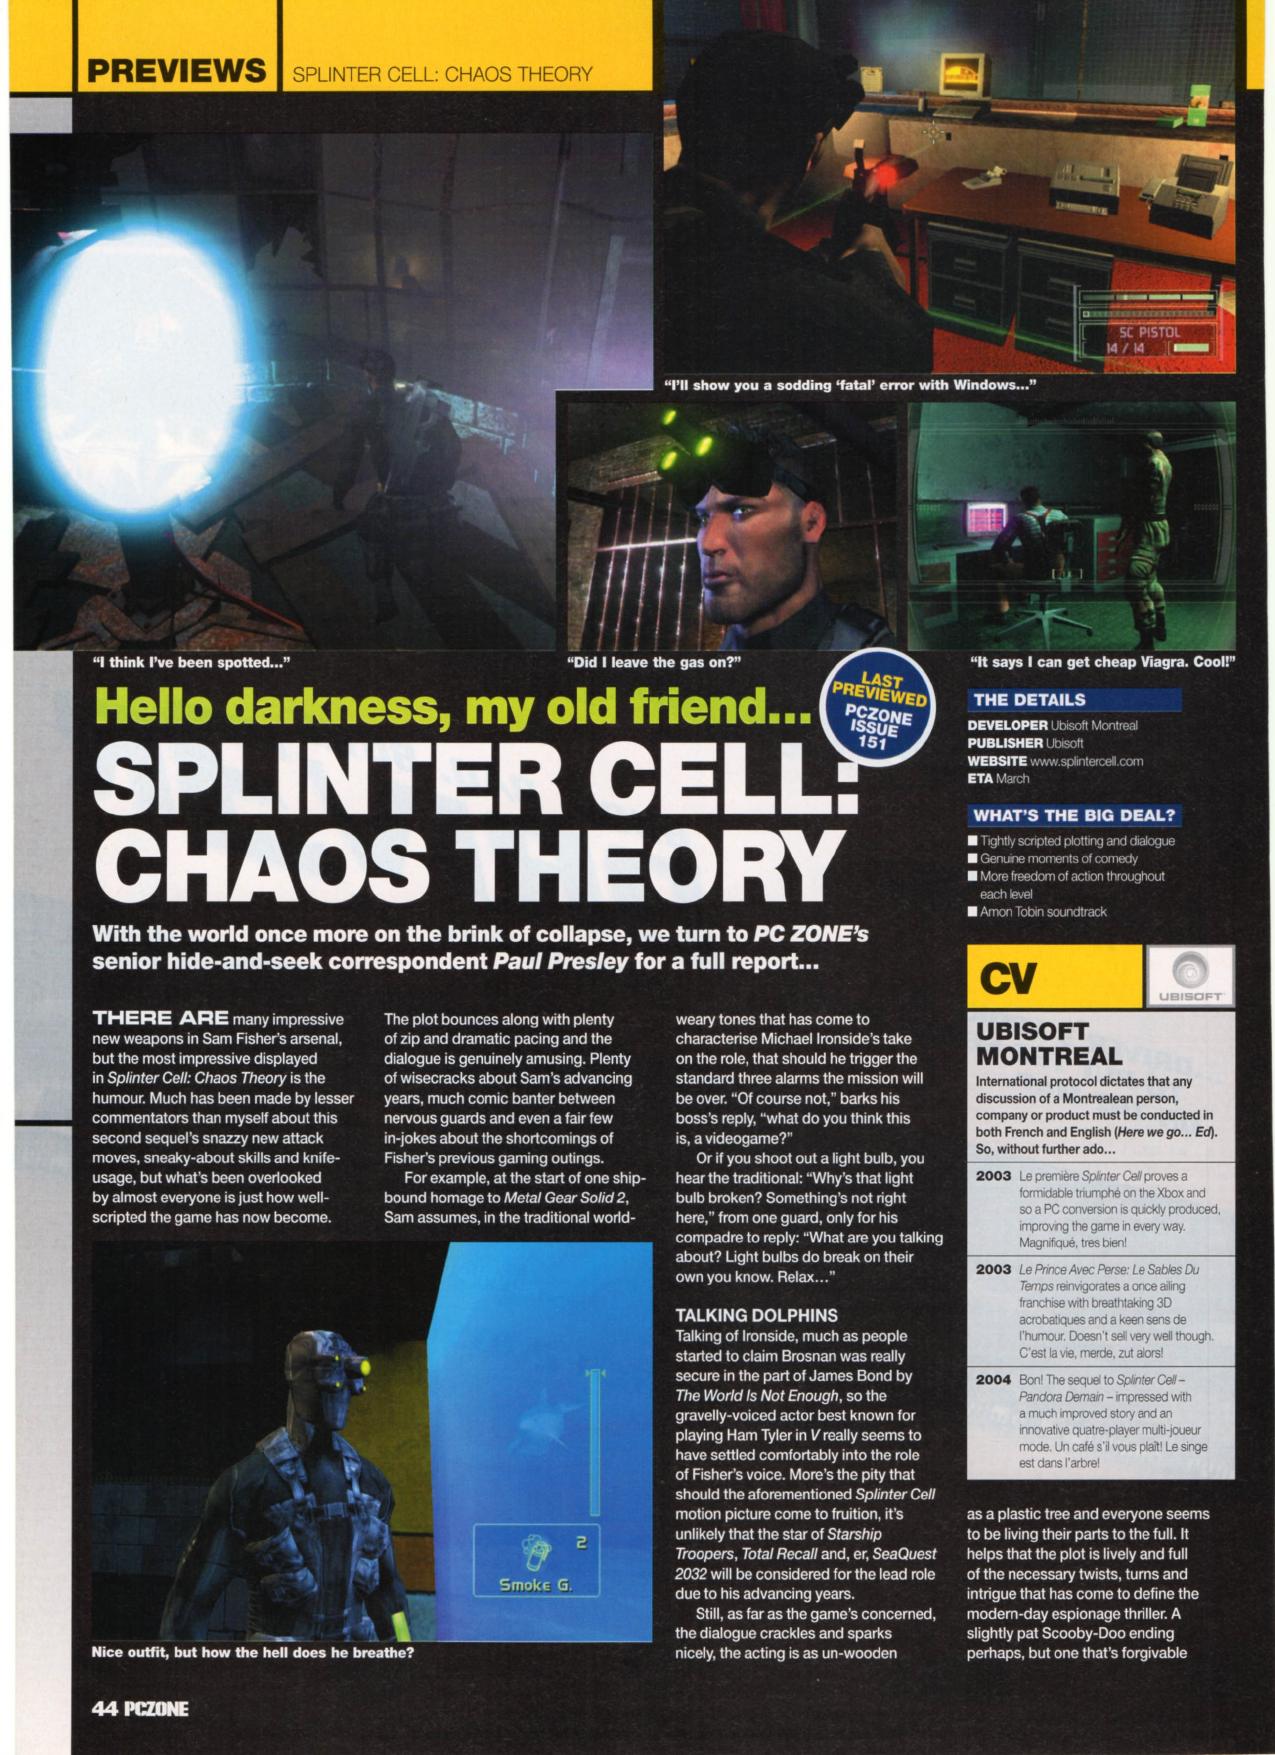 PREVIEWS SPLINTER CELL: CHAOS THEORY
SC PISTOL
14 / 14
"I'll show you a sodding 'fatal' error with Windows..."
"I think I've been spotted..."
"Did I leave the gas on?"
"It says I can get cheap Viagra. Cool!"
Hello darkness, my old friend...
LAST
PREVIEWED
PCZONE
ISSUE
151
SPLINTER CELL:
CHAOS THEORY
With the world once more on the brink of collapse, we turn to PC ZONE's
senior hide-and-seek correspondent Paul Presley for a full report...
THERE ARE many impressive
new weapons in Sam Fisher's arsenal,
but the most impressive displayed
in Splinter Cell: Chaos Theory is the
humour. Much has been made by lesser
commentators than myself about this
second sequel's snazzy new attack
moves, sneaky-about skills and knife-
usage, but what's been overlooked
by almost everyone is just how well-
scripted the game has now become.
The plot bounces along with plenty
of zip and dramatic pacing and the
dialogue is genuinely amusing. Plenty
of wisecracks about Sam's advancing
years, much comic banter between
nervous guards and even a fair few
in-jokes about the shortcomings of
Fisher's previous gaming outings.
For example, at the start of one ship-
bound homage to Metal Gear Solid 2,
Sam assumes, in the traditional world-
weary tones that has come to
characterise Michael Ironside's take
on the role, that should he trigger the
standard three alarms the mission will
be over. "Of course not," barks his
boss's reply, "what do you think this
is, a videogame?"
Or if you shoot out a light bulb, you
hear the traditional: "Why's that light
bulb broken? Something's not right
here," from one guard, only for his
compadre to reply: "What are you talking
about? Light bulbs do break on their
own you know. Relax..."
TALKING DOLPHINS
Talking of Ironside, much as people
started to claim Brosnan was really
secure in the part of James Bond by
The World Is Not Enough, so the
gravelly-voiced actor best known for
playing Ham Tyler in V really seems to
have settled comfortably into the role
of Fisher's voice. More's the pity that
should the aforementioned Splinter Cell
motion picture come to fruition, it's
unlikely that the star of Starship
Troopers, Total Recall and, er, SeaQuest
2032 will be considered for the lead role
due to his advancing years.
Still, as far as the game's concerned,
the dialogue crackles and sparks
nicely, the acting is as un-wooden
as a plastic tree and everyone seems
to be living their parts to the full. It
helps that the plot is lively and full
of the necessary twists, turns and
intrigue that has come to define the
modern-day espionage thriller. A
slightly pat Scooby-Doo ending
perhaps, but one that's forgivable
THE DETAILS
DEVELOPER Ubisoft Montreal
PUBLISHER Ubisoft
WEBSITE www.splintercell.com
ETA March
WHAT'S THE BIG DEAL?
■ Tightly scripted plotting and dialogue
■ Genuine moments of comedy
■ More freedom of action throughout
each level
■ Amon Tobin soundtrack
CV
UBISOFT
UBISOFT
MONTREAL
International protocol dictates that any
discussion of a Montrealean person,
company or product must be conducted in
both French and English (Here we go... Ed).
So, without further ado...
2003 Le première Splinter Cell proves a
formidable triumphé on the Xbox and
so a PC conversion is quickly produced,
improving the game in every way.
Magnifiqué, tres bien!
2003 Le Prince Avec Perse: Le Sables Du
Temps reinvigorates a once ailing
franchise with breathtaking 3D
acrobatiques and a keen sens de
l'humour. Doesn't sell very well though.
C'est la vie, merde, zut alors!
2004 Bon! The sequel to Splinter Cell –
Pandora Demain – impressed with
a much improved story and an
innovative quatre-player multi-joueur
mode. Un café s'il vous plaît! Le singe
est dans l'arbre!
2
Smoke G.
Nice outfit, but how the hell does he breathe?
44 PCZONE